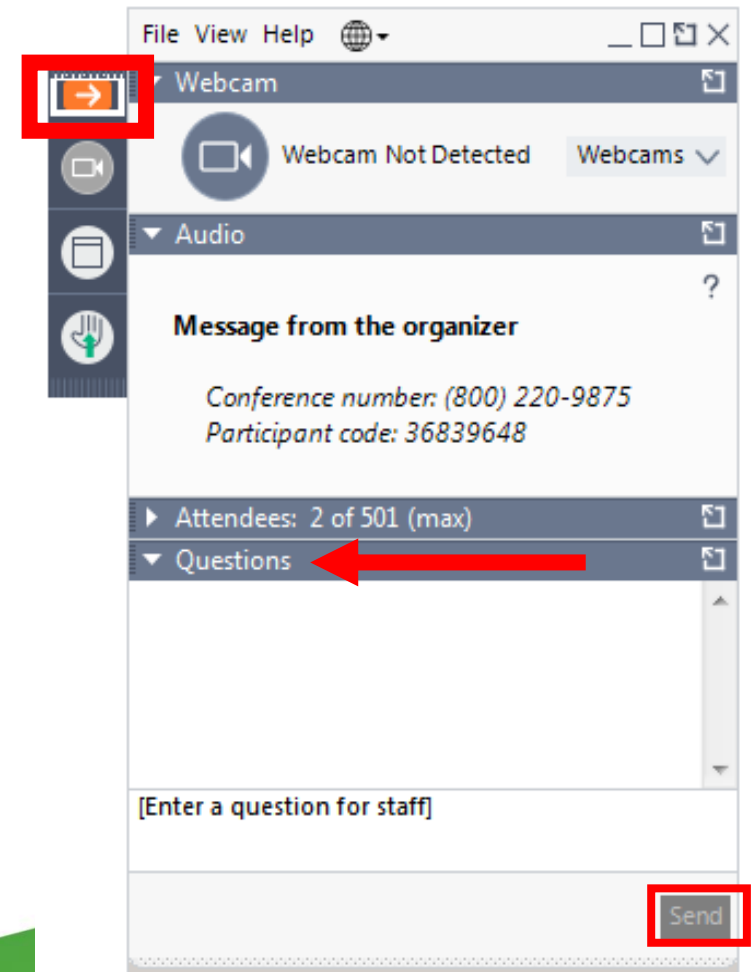 File View Help
Webcam
Webcam Not Detected Webcams
Audio
?
Message from the organizer
Conference number: (800) 220-9875
Participant code: 36839648
Attendees: 2 of 501 (max)
Questions
[Enter a question for staff]
Send